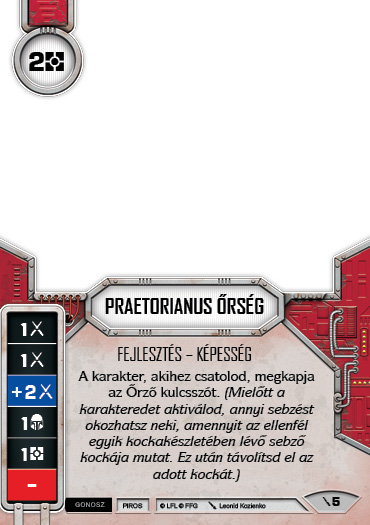 2
PRAETORIANUS ŐRSÉG
FEJLESZTÉS – KÉPESSÉG
A karakter, akihez csatolod, megkapja
az Őrző kulcsszót. (Mielőtt a
karakteredet aktiválod, annyi sebzést
okozhatsz neki, amennyit az ellenfél
egyik kockakészletében lévő sebző
kockája mutat. Ez után távolítsd el az
adott kockát.)
1
1
+2
1
1
–
GONOSZ
PIROS
© LFL © FFG
Leonid Kozienko
5